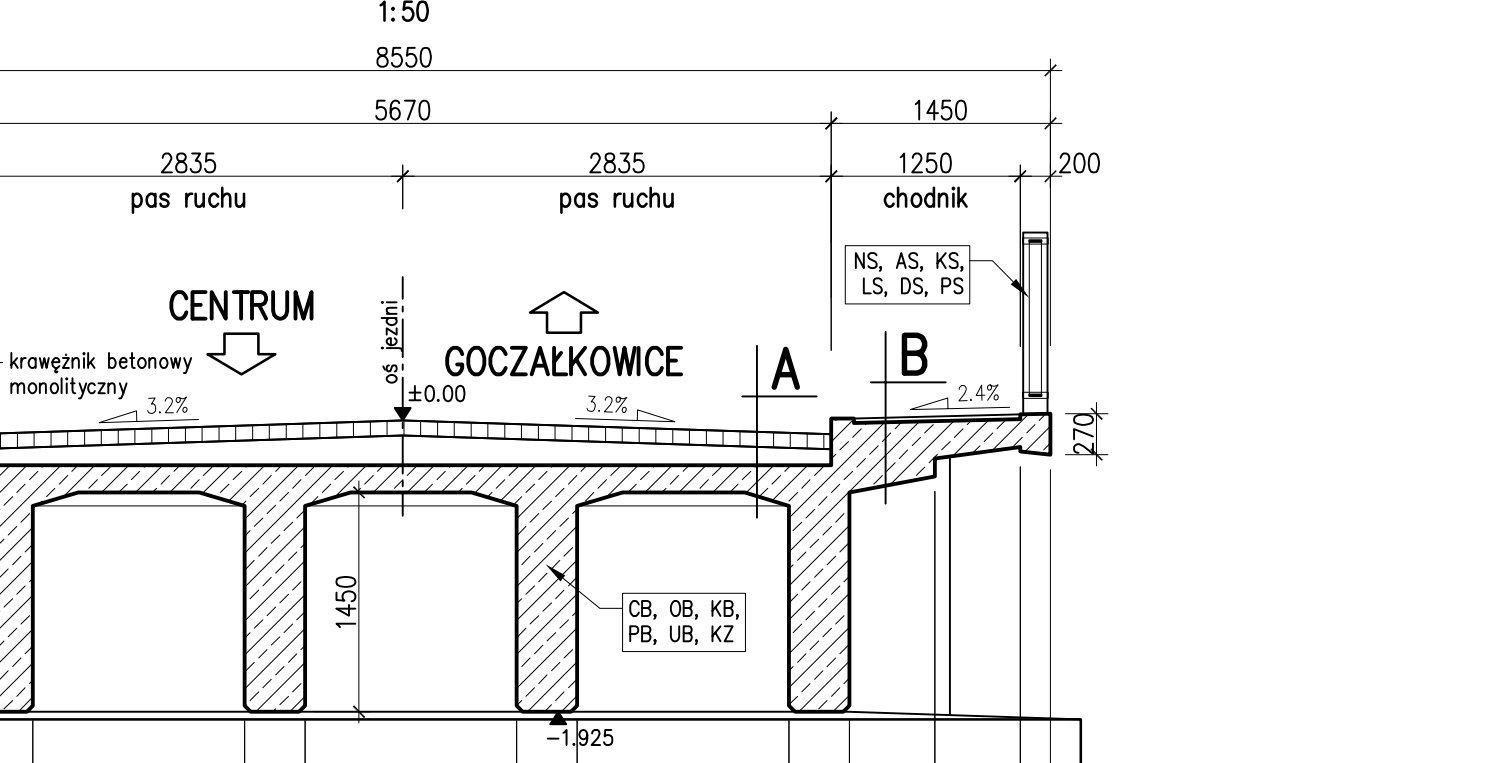 1:50
8550
5670
1450
2835
2835
1250
200
pas ruchu
pas ruchu
chodnik
NS, AS, KS,
LS, DS, PS
CENTRUM
oś jezdni
GOCZAŁKOWICE
A
B
krawężnik betonowy
monolityczny
±0.00
3.2%
3.2%
2.4%
270
1450
CB, OB, KB,
PB, UB, KZ
-1.925